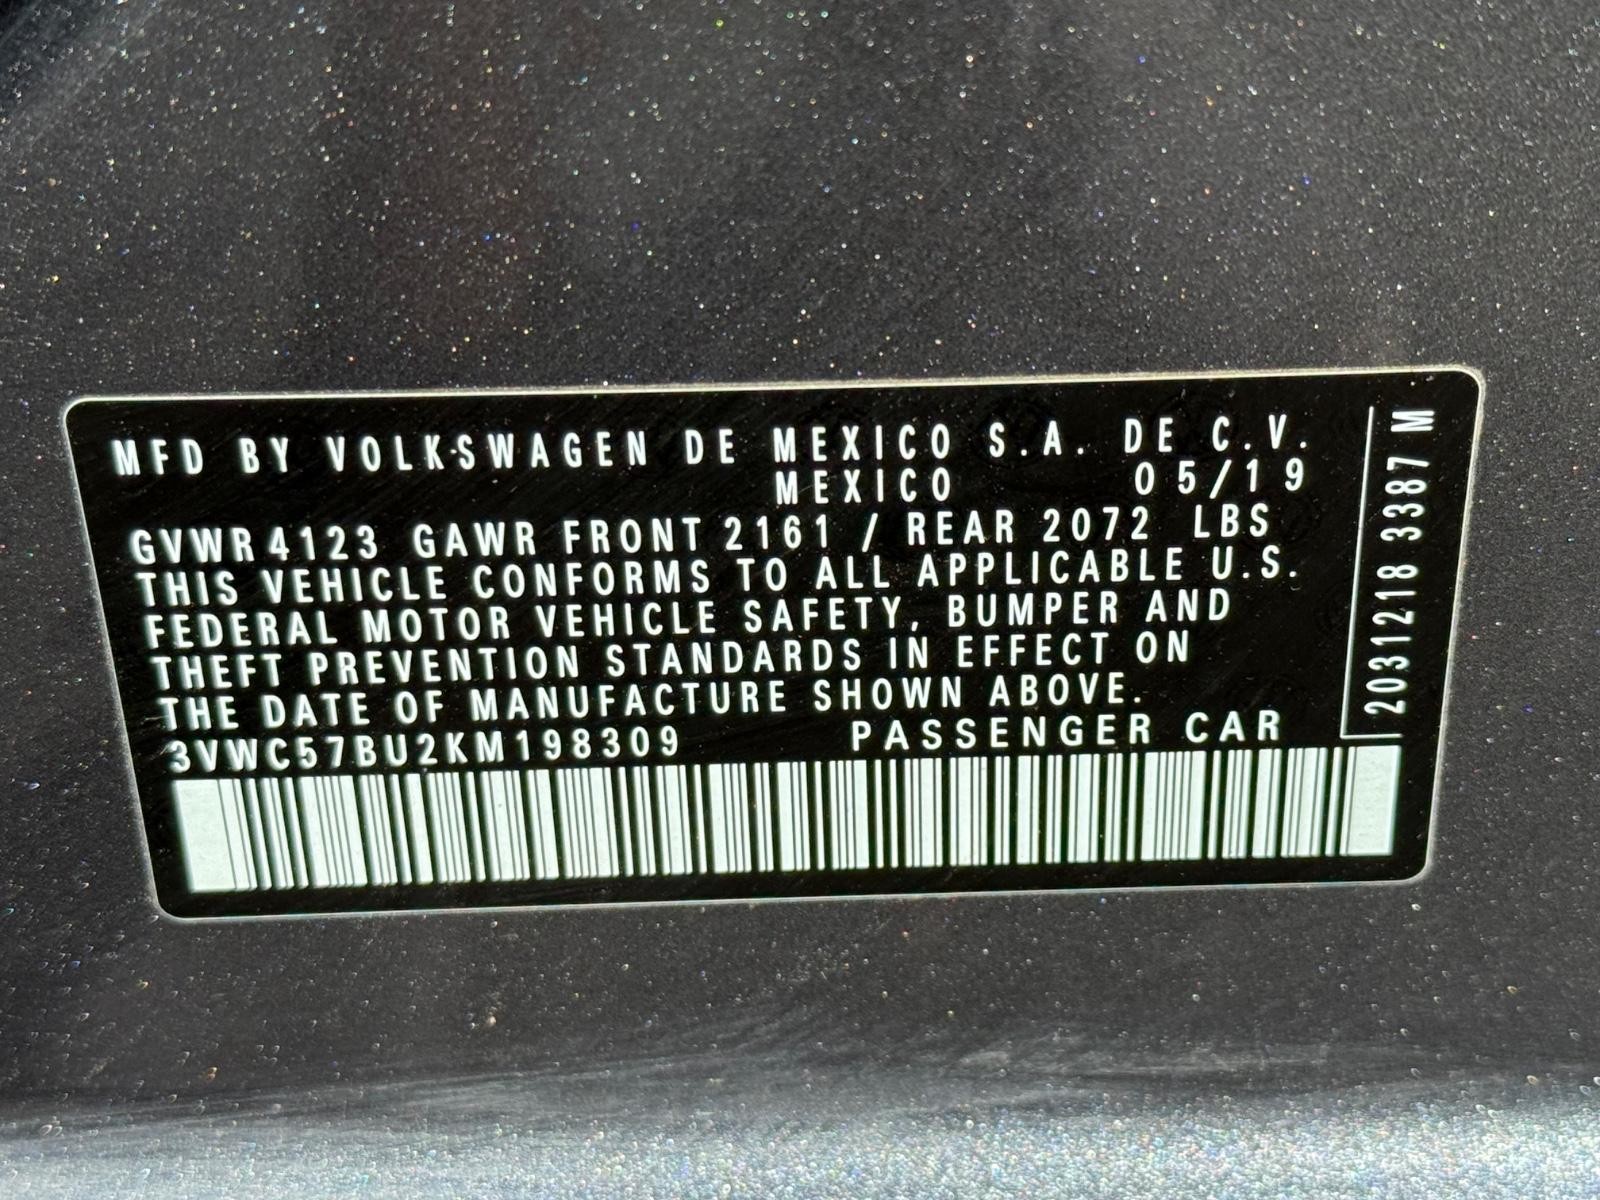 MFD BY VOLKSWAGEN DE MEXICO S.A. DE C.V.
MEXICO 05/19
GVWR 4123 GAWR FRONT 2161 / REAR 2072 LBS
THIS VEHICLE CONFORMS TO ALL APPLICABLE U.S.
FEDERAL MOTOR VEHICLE SAFETY, BUMPER AND
THEFT PREVENTION STANDARDS IN EFFECT ON
THE DATE OF MANUFACTURE SHOWN ABOVE.
3VWC57BU2KM198309 PASSENGER CAR
2031218 3387 M